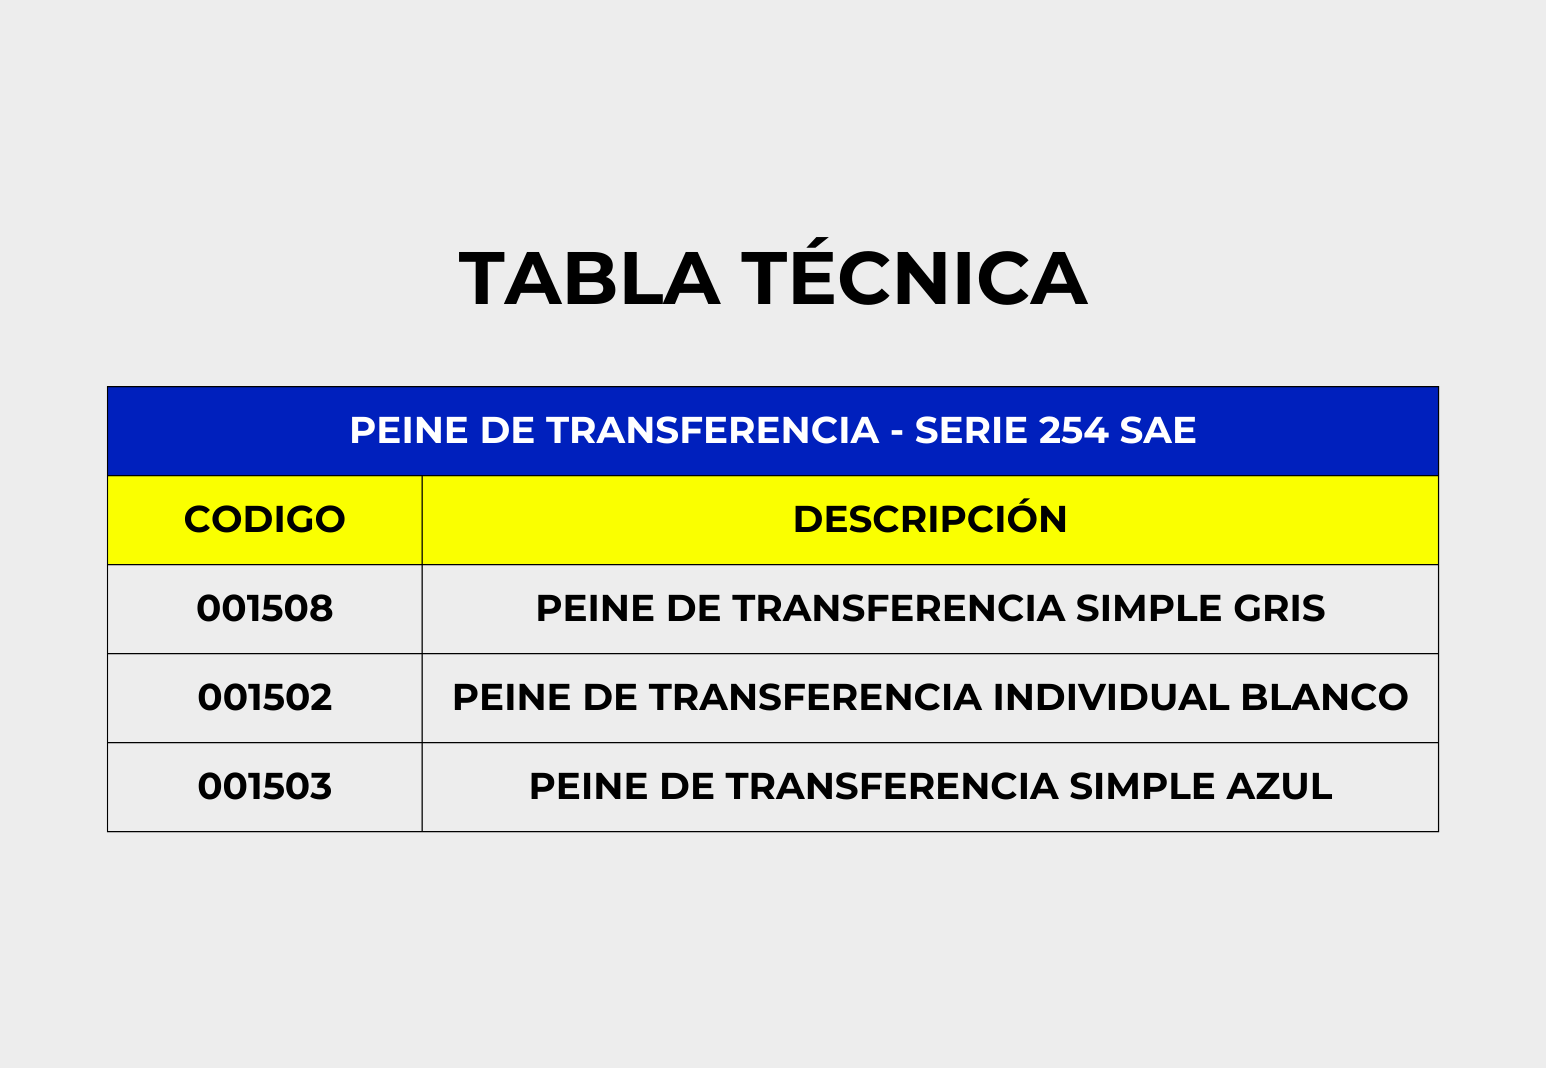 TABLA TÉCNICA
PEINE DE TRANSFERENCIA - SERIE 254 SAE
CODIGO DESCRIPCIÓN
001508 PEINE DE TRANSFERENCIA SIMPLE GRIS
001502 PEINE DE TRANSFERENCIA INDIVIDUAL BLANCO
001503 PEINE DE TRANSFERENCIA SIMPLE AZUL